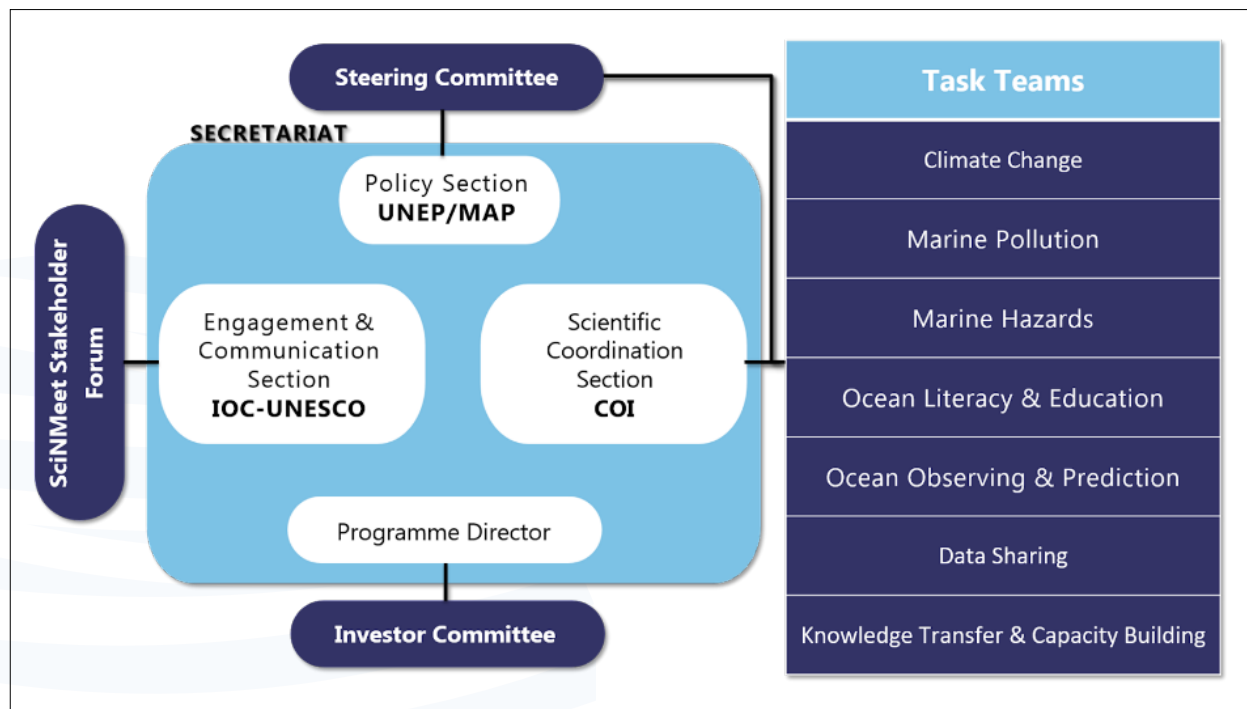 Steering Committee
SECRETARIAT
Policy Section
UNEP/MAP
SciNMeet Stakeholder
Forum
Engagement &
Communication
Section
IOC-UNESCO
Scientific
Coordination
Section
COI
Programme Director
Investor Committee
Task Teams
Climate Change
Marine Pollution
Marine Hazards
Ocean Literacy & Education
Ocean Observing & Prediction
Data Sharing
Knowledge Transfer & Capacity Building